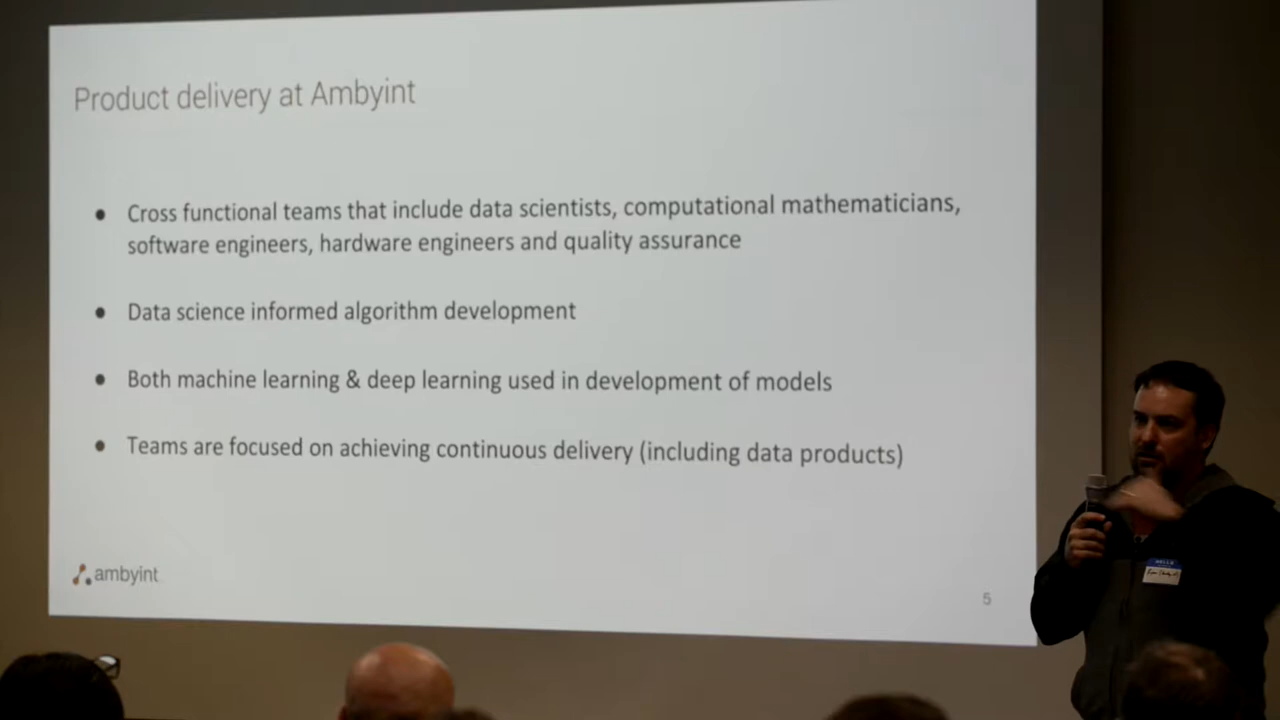 Product delivery at Ambyint
● Cross functional teams that include data scientists, computational mathematicians,
software engineers, hardware engineers and quality assurance
● Data science informed algorithm development
● Both machine learning & deep learning used in development of models
● Teams are focused on achieving continuous delivery (including data products)
ambyint
5
HELLO